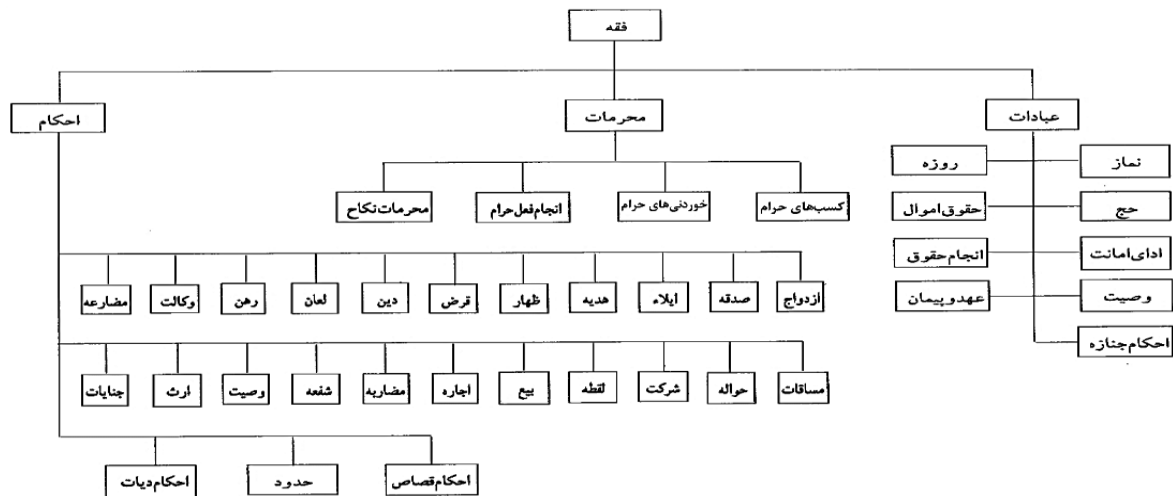 فقه
عبادات
محرمات
احکام
نماز
روزه
حج
حقوق‌اموال
ادای‌امانت
انجام‌حقوق
وصیت
عهدوپیمان
احکام‌جنازه
کسب‌های حرام
خوردنی‌های حرام
انجام‌فعل‌حرام
محرمات‌نکاح
ازدواج
صدقه
ایلاء
هدیه
ظهار
قرض
دین
لعان
رهن
وکالت
مضارعه
مساقات
حواله
شرکت
لقطه
بیع
اجاره
مضاربه
شفعه
وصیت
ارث
جنایات
احکام‌قصاص
حدود
احکام‌دیات